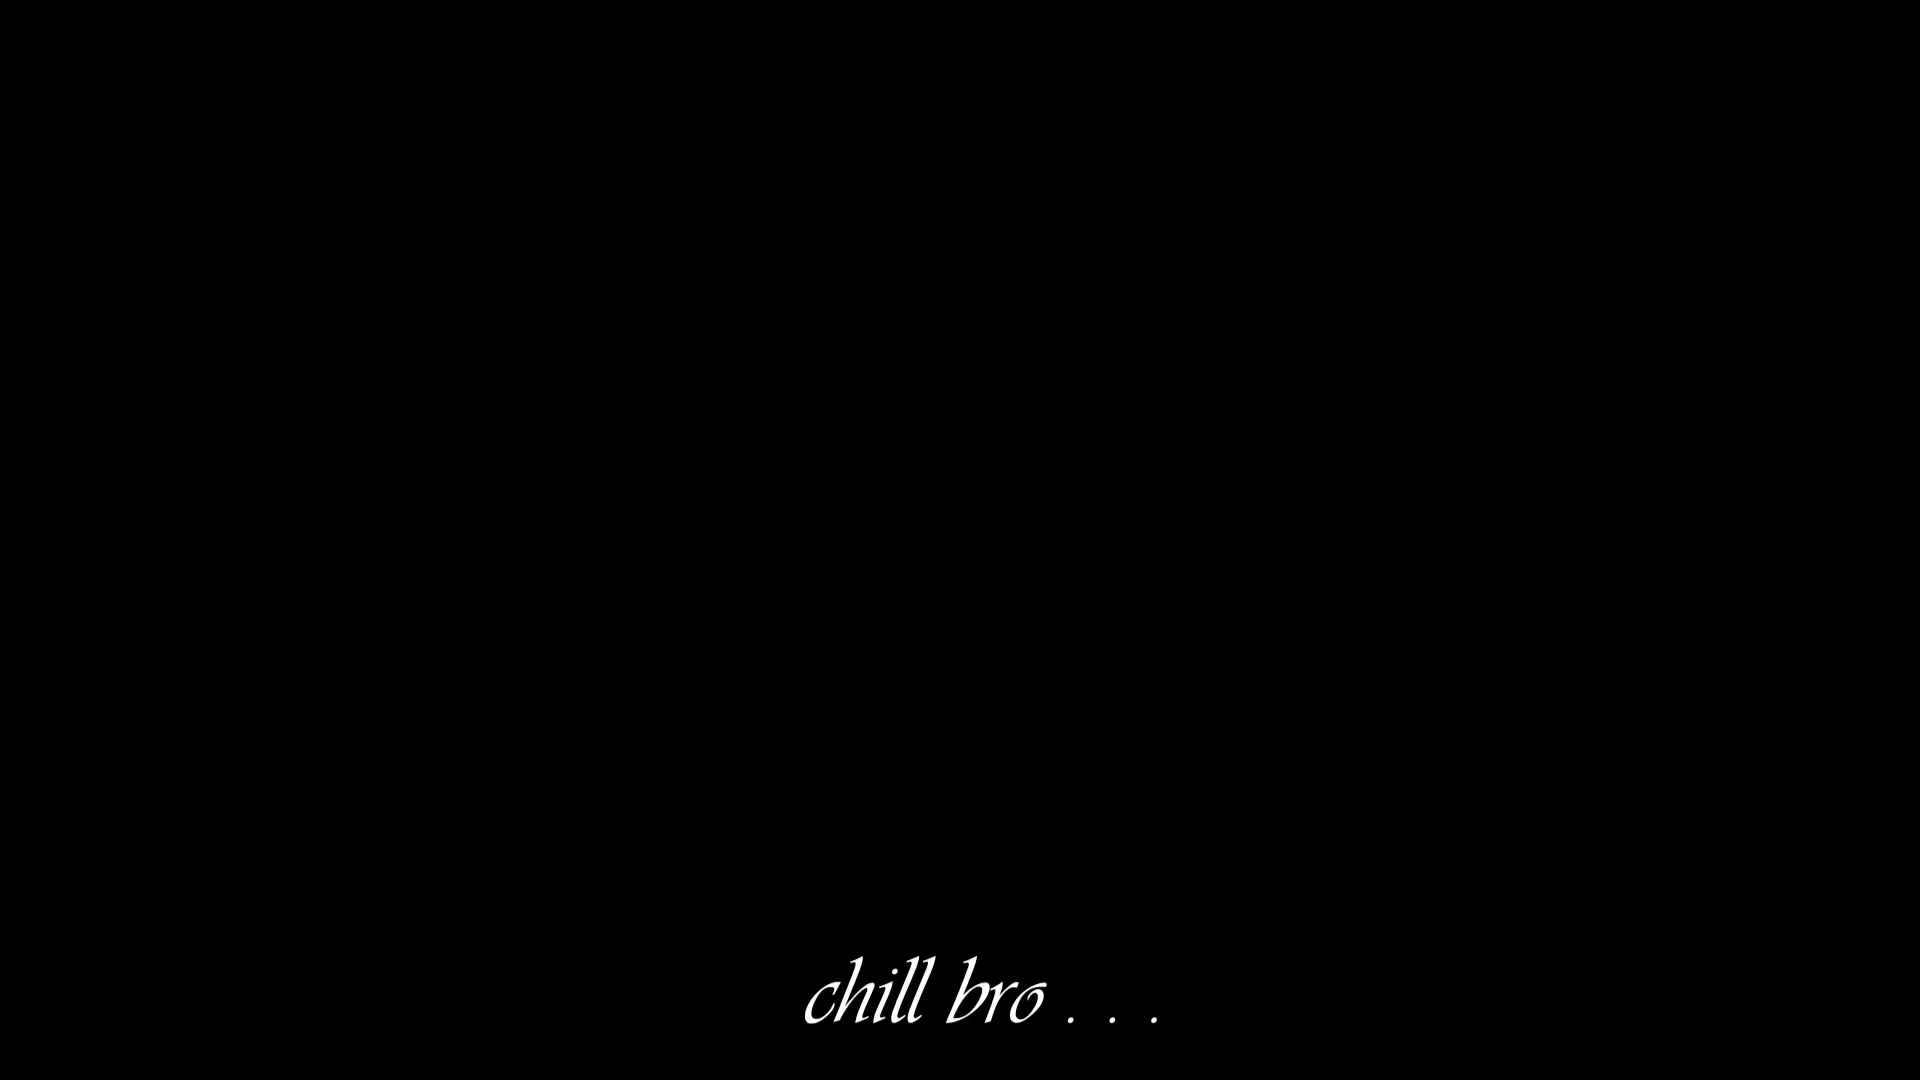 chill bro . . .